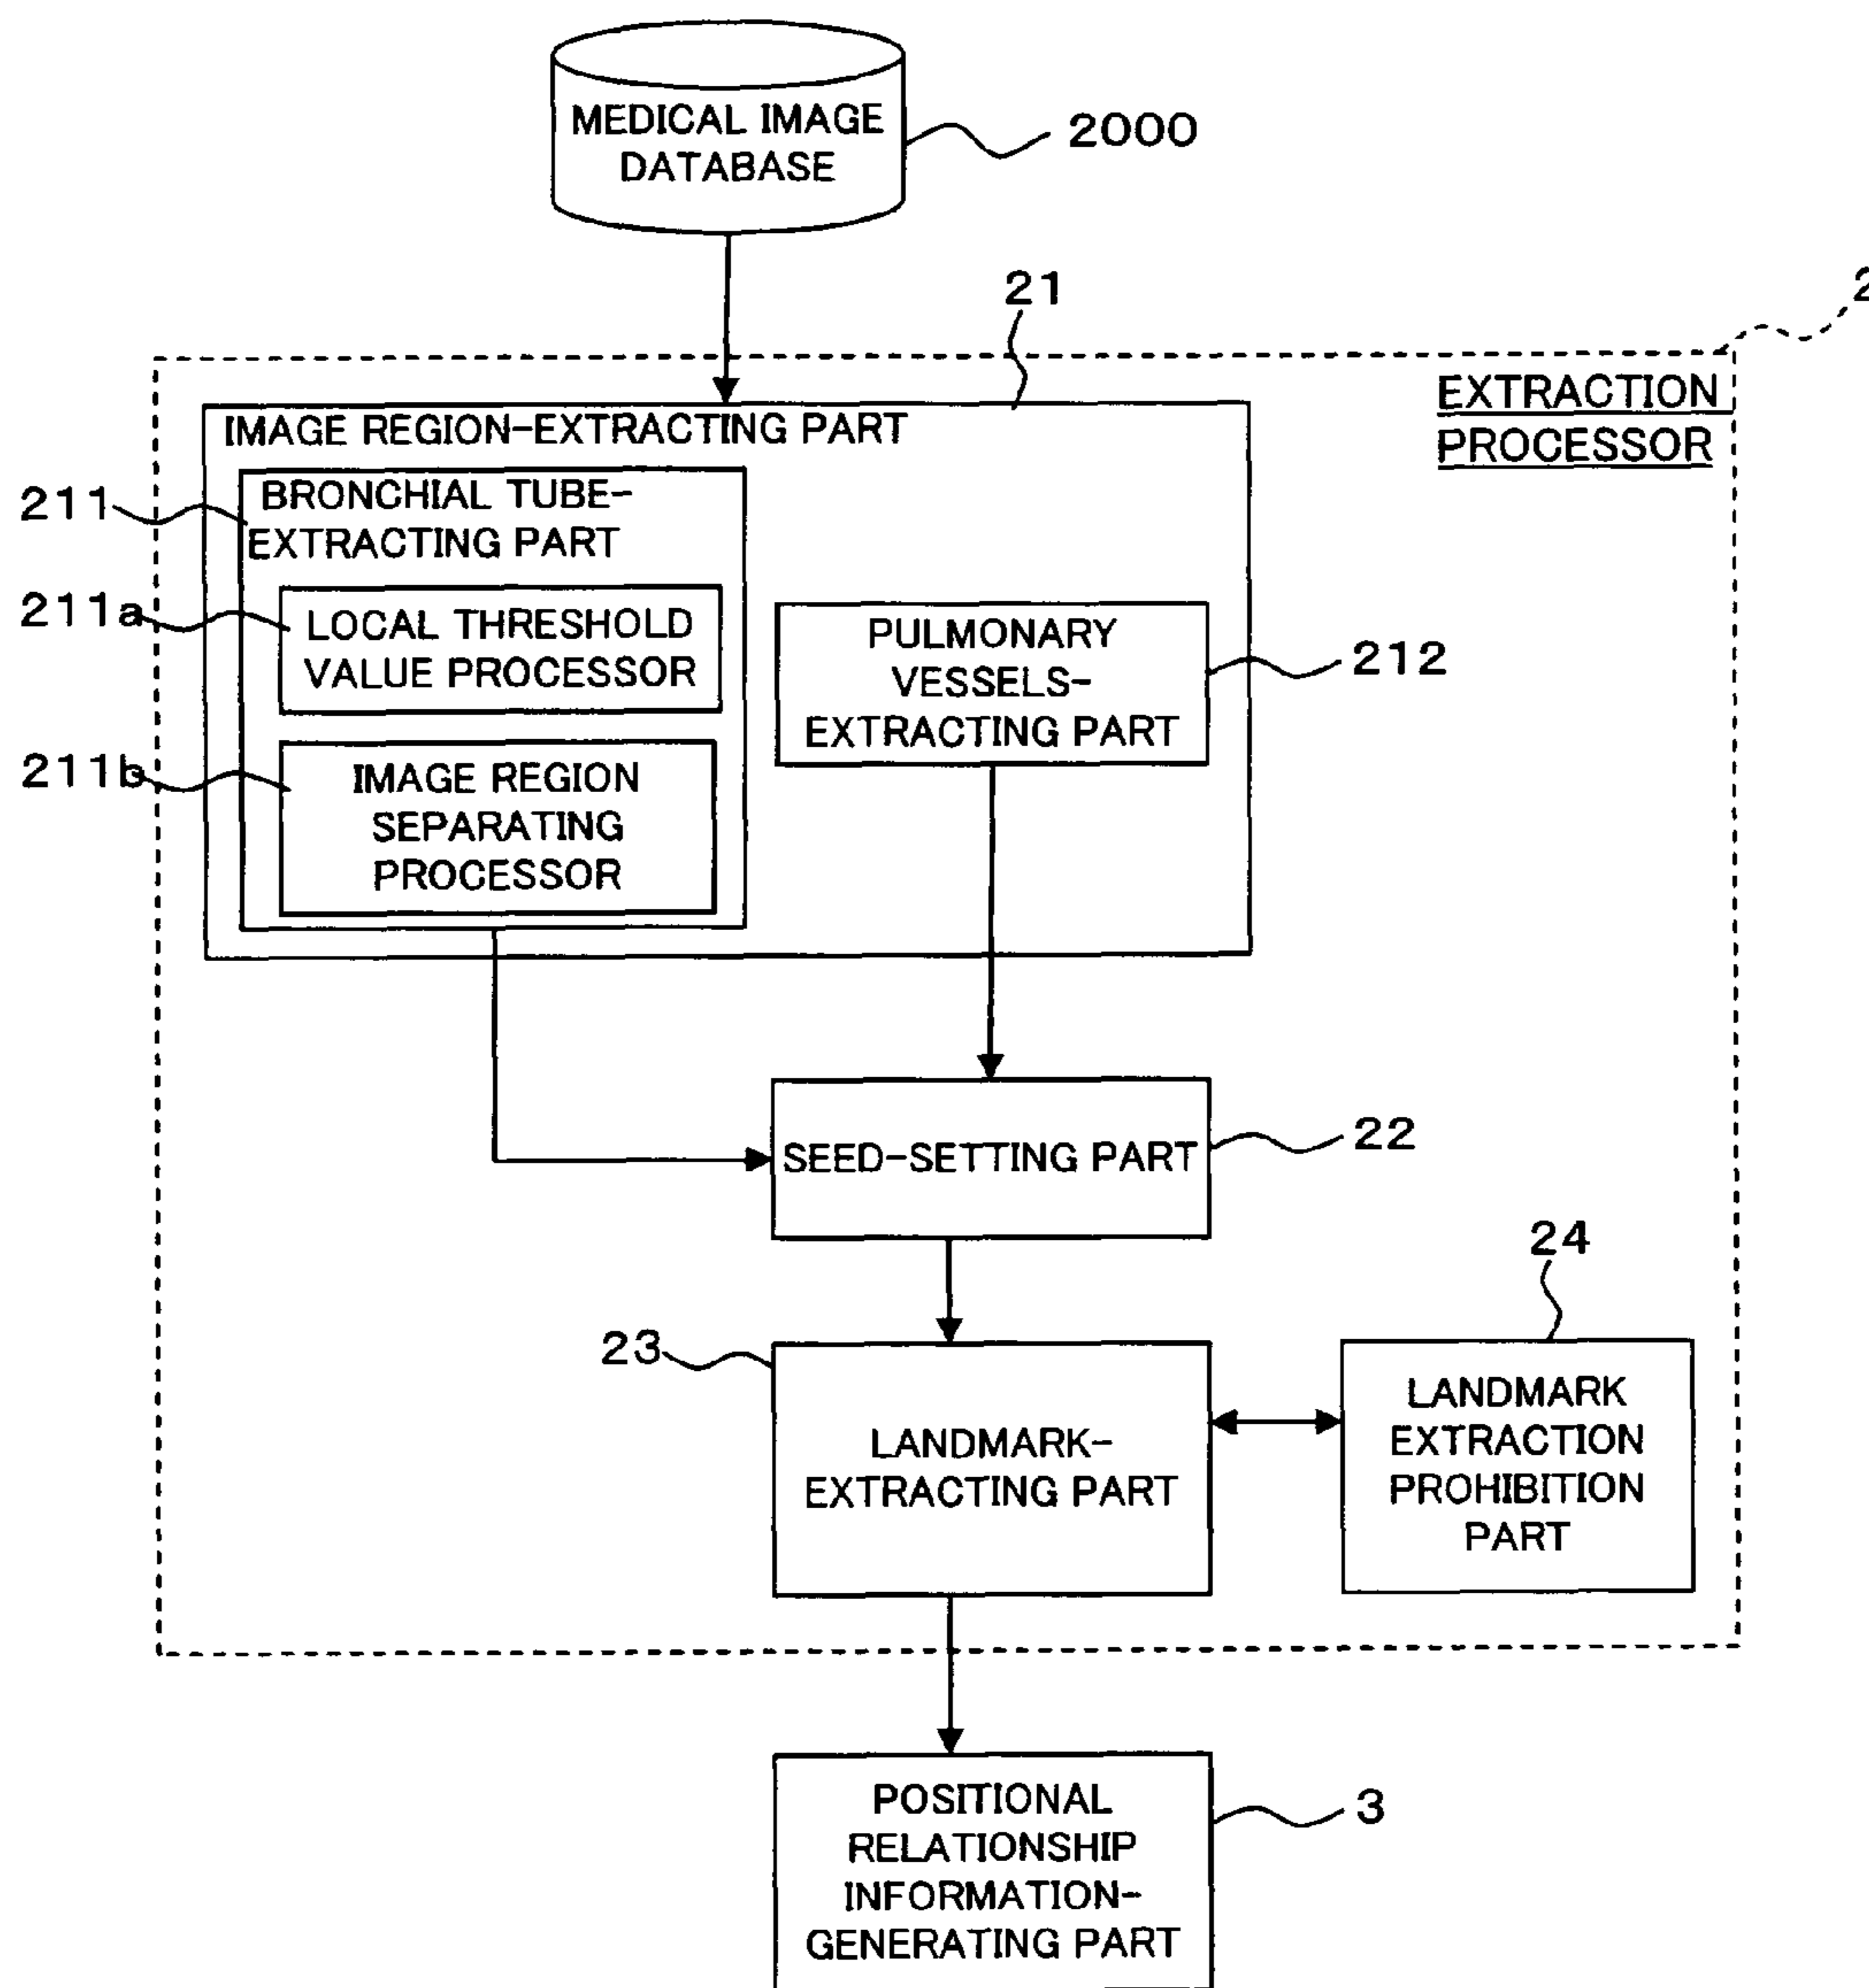 MEDICAL IMAGE
DATABASE
2000
21
2
EXTRACTION
PROCESSOR
IMAGE REGION-EXTRACTING PART
211
BRONCHIAL TUBE-
EXTRACTING PART
211a
LOCAL THRESHOLD
VALUE PROCESSOR
PULMONARY
VESSELS-
EXTRACTING PART
212
211b
IMAGE REGION
SEPARATING
PROCESSOR
SEED-SETTING PART
22
24
23
LANDMARK-
EXTRACTING PART
LANDMARK
EXTRACTION
PROHIBITION
PART
POSITIONAL
RELATIONSHIP
INFORMATION-
GENERATING PART
3